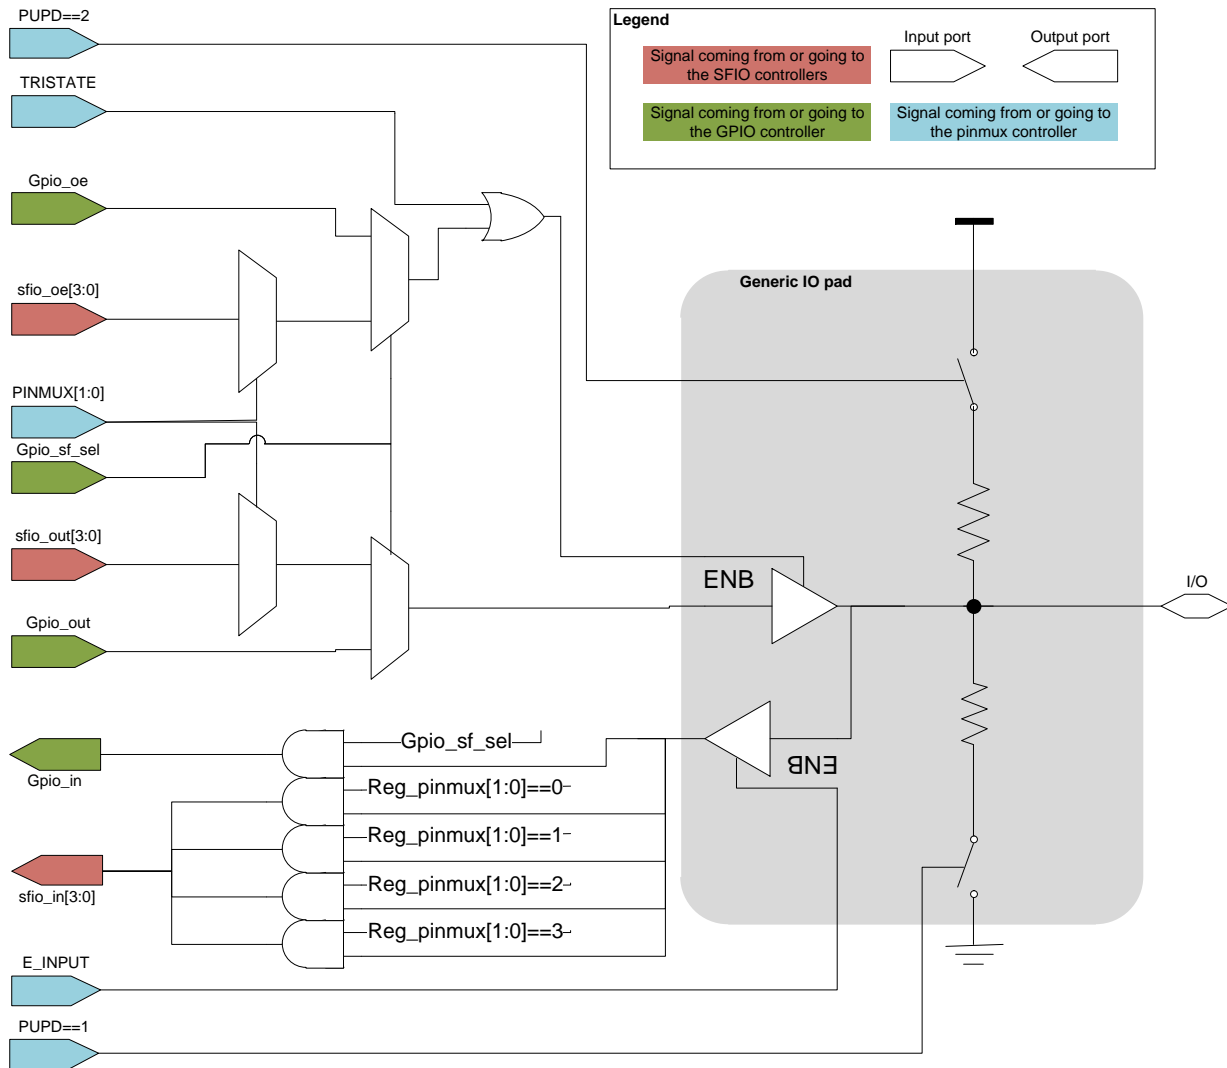 PUPD==2
Legend
Input port
Output port
Signal coming from or going to
the SFIO controllers
Signal coming from or going to
the GPIO controller
Signal coming from or going to
the pinmux controller
TRISTATE
Gpio_oe
Generic IO pad
sfio_oe[3:0]
PINMUX[1:0]
Gpio_sf_sel
sfio_out[3:0]
ENB
I/O
Gpio_out
Gpio_sf_sel
ENB
Gpio_in
Reg_pinmux[1:0]==0
Reg_pinmux[1:0]==1
Reg_pinmux[1:0]==2
sfio_in[3:0]
Reg_pinmux[1:0]==3
E_INPUT
PUPD==1